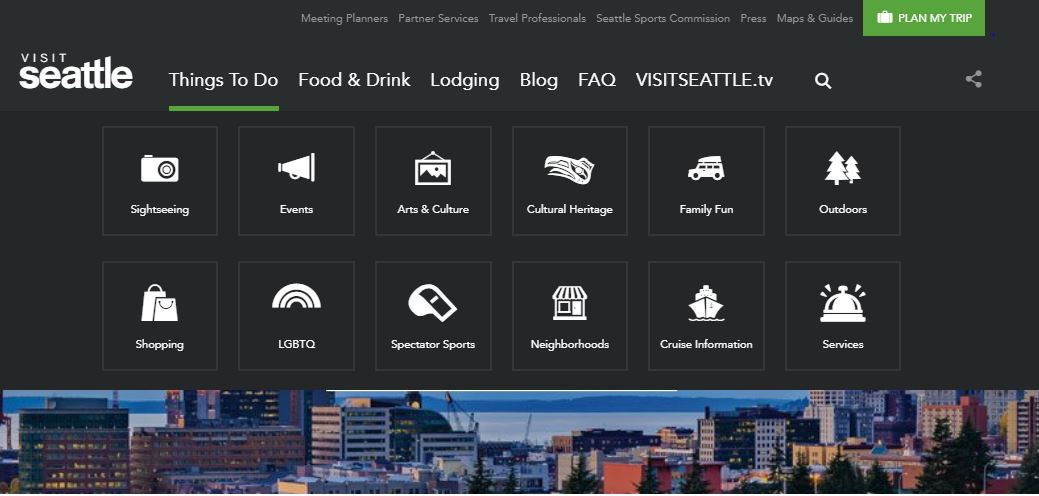 Meeting Planners Partner Services Travel Professionals Seattle Sports Commission Press Maps & Guides PLAN MY TRIP
VISIT
seattle
Things To Do Food & Drink Lodging Blog FAQ VISITSEATTLE.tv
Sightseeing Events Arts & Culture Cultural Heritage Family Fun Outdoors
Shopping LGBTQ Spectator Sports Neighborhoods Cruise Information Services